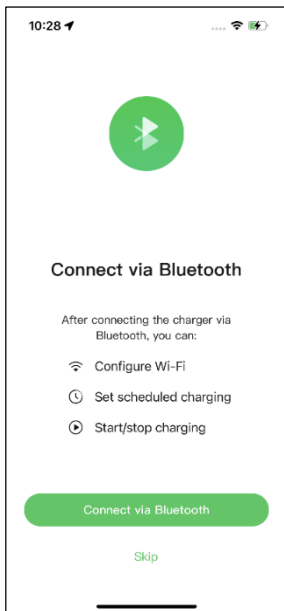 10:28
Connect via Bluetooth
After connecting the charger via
Bluetooth, you can:
Configure Wi-Fi
Set scheduled charging
Start/stop charging
Connect via Bluetooth
Skip